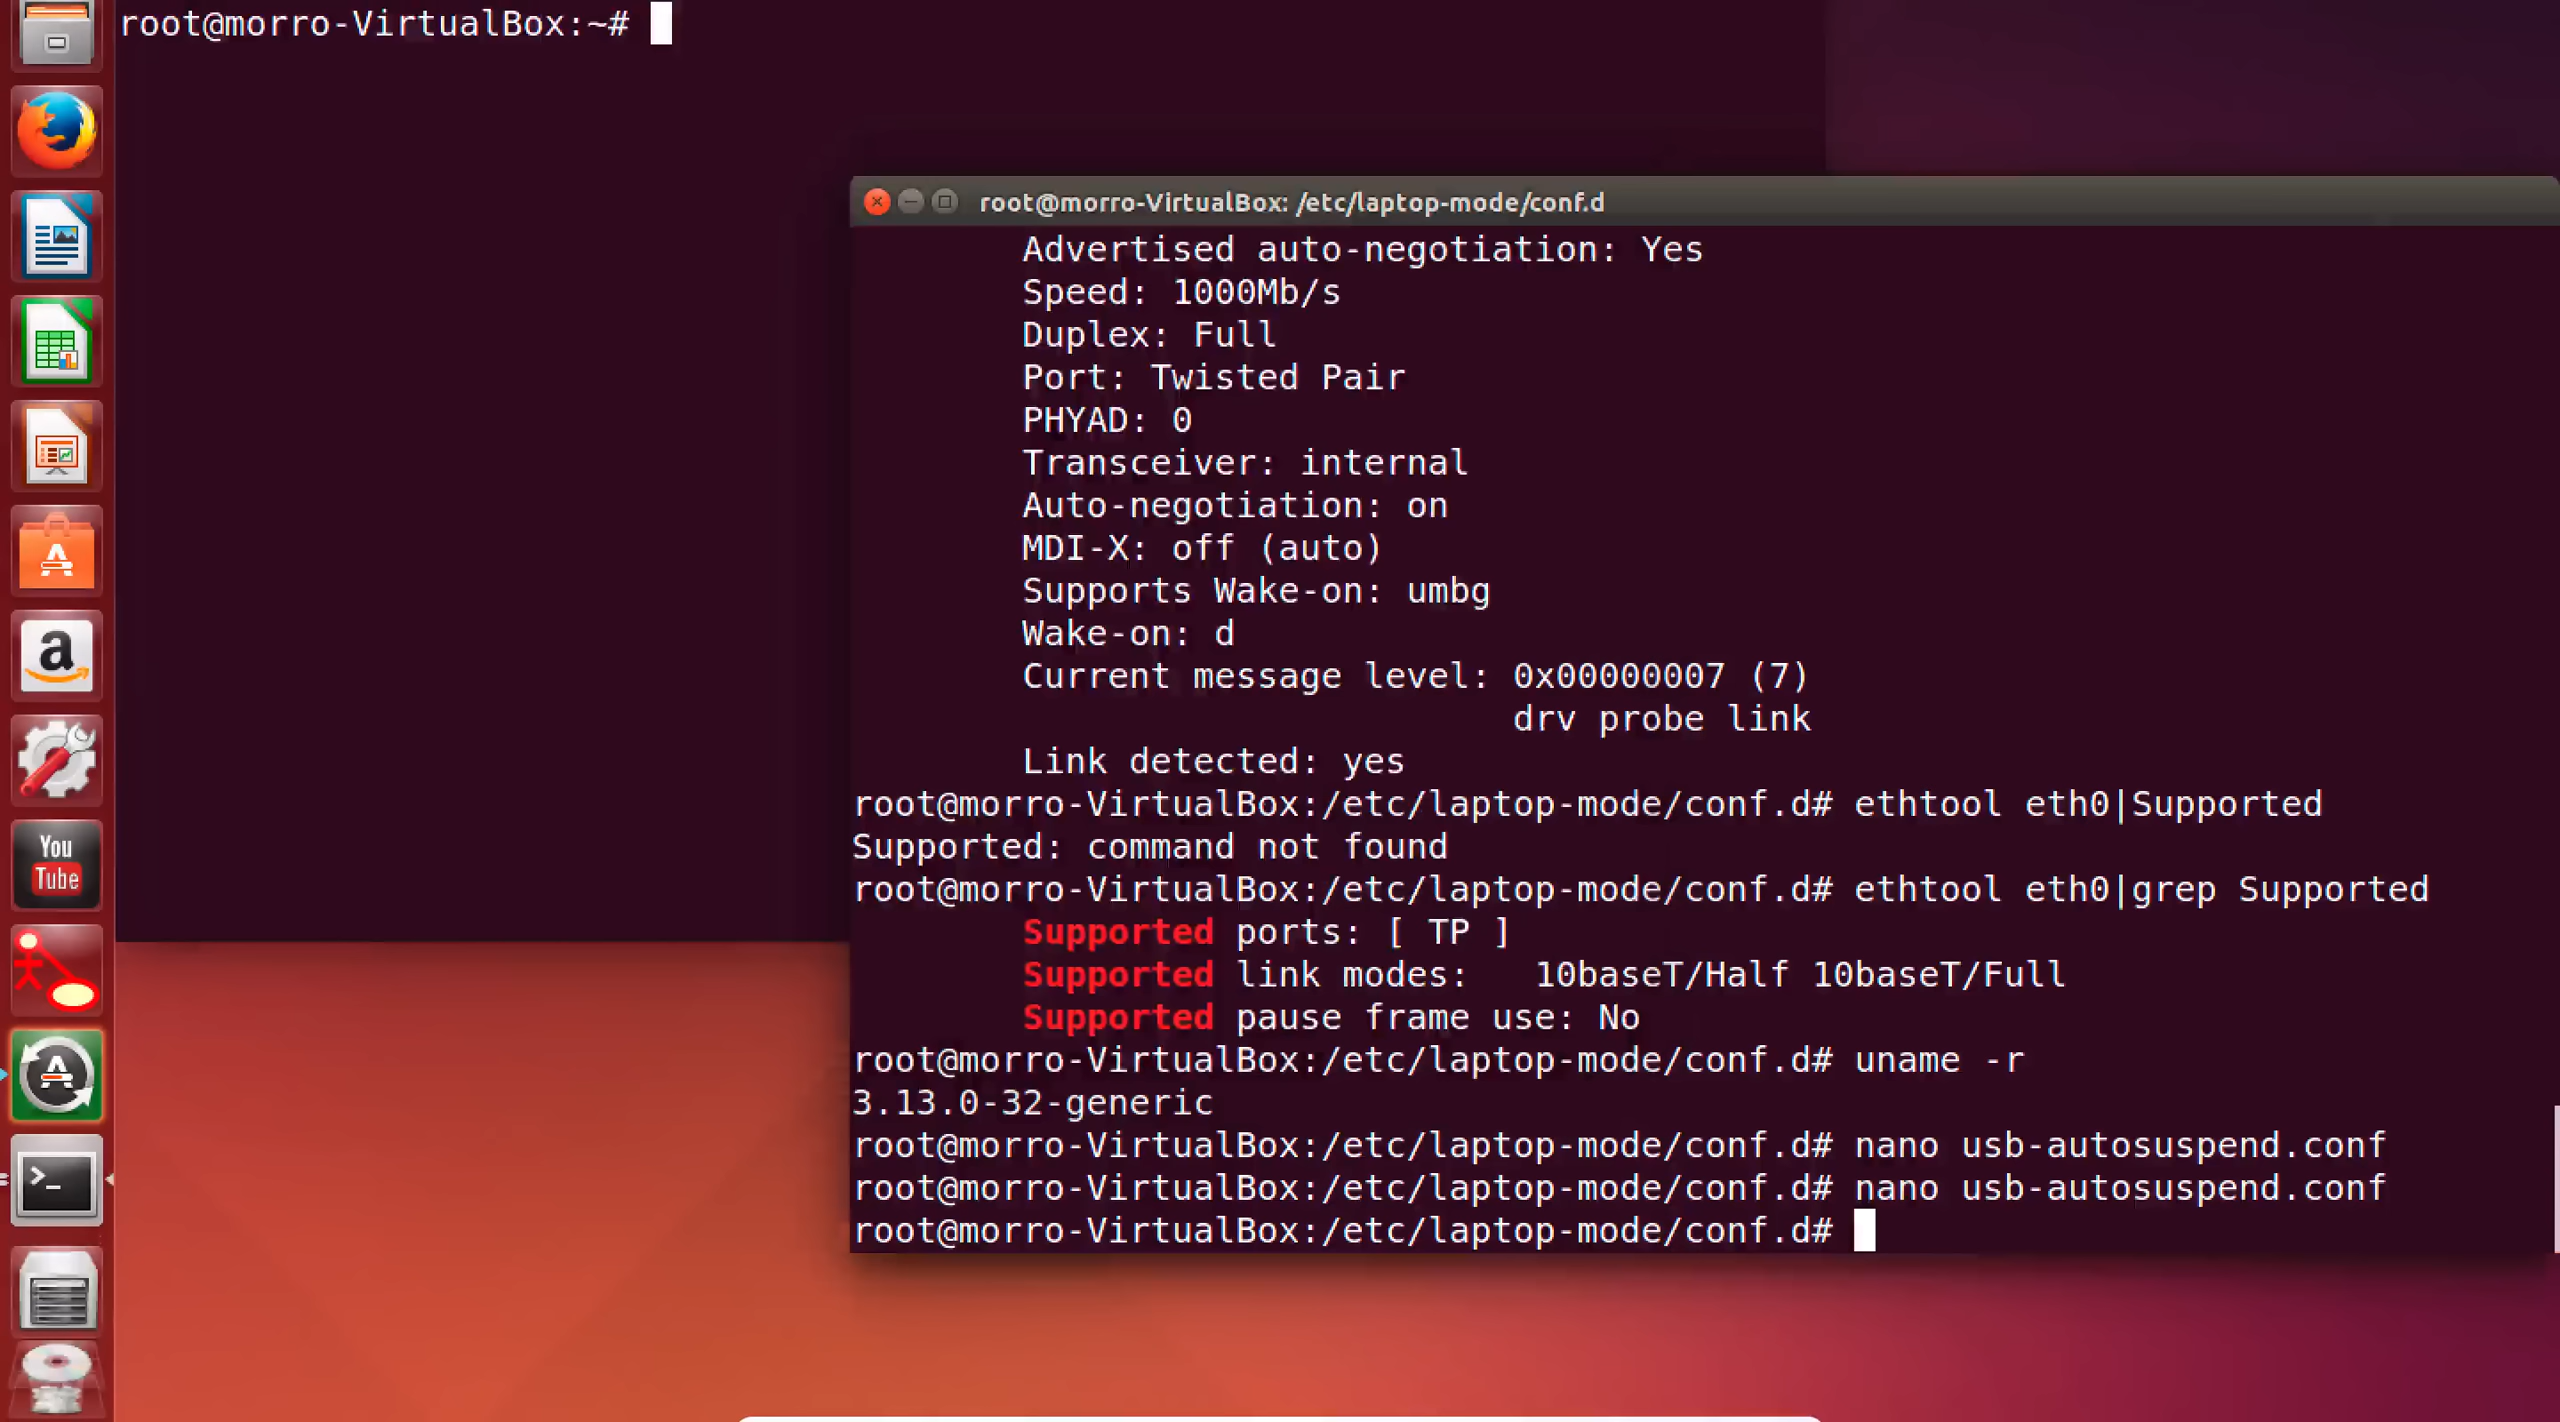 root@morro-VirtualBox:~#
root@morro-VirtualBox: /etc/laptop-mode/conf.d
Advertised auto-negotiation: Yes
Speed: 1000Mb/s
Duplex: Full
Port: Twisted Pair
PHYAD: 0
Transceiver: internal
Auto-negotiation: on
MDI-X: off (auto)
Supports Wake-on: umbg
Wake-on: d
Current message level: 0x00000007 (7)
drv probe link
Link detected: yes
root@morro-VirtualBox:/etc/laptop-mode/conf.d# ethtool eth0|Supported
Supported: command not found
root@morro-VirtualBox:/etc/laptop-mode/conf.d# ethtool eth0|grep Supported
Supported ports: [ TP ]
Supported link modes:   10baseT/Half 10baseT/Full
Supported pause frame use: No
root@morro-VirtualBox:/etc/laptop-mode/conf.d# uname -r
3.13.0-32-generic
root@morro-VirtualBox:/etc/laptop-mode/conf.d# nano usb-autosuspend.conf
root@morro-VirtualBox:/etc/laptop-mode/conf.d# nano usb-autosuspend.conf
root@morro-VirtualBox:/etc/laptop-mode/conf.d#
a
You
Tube
>_